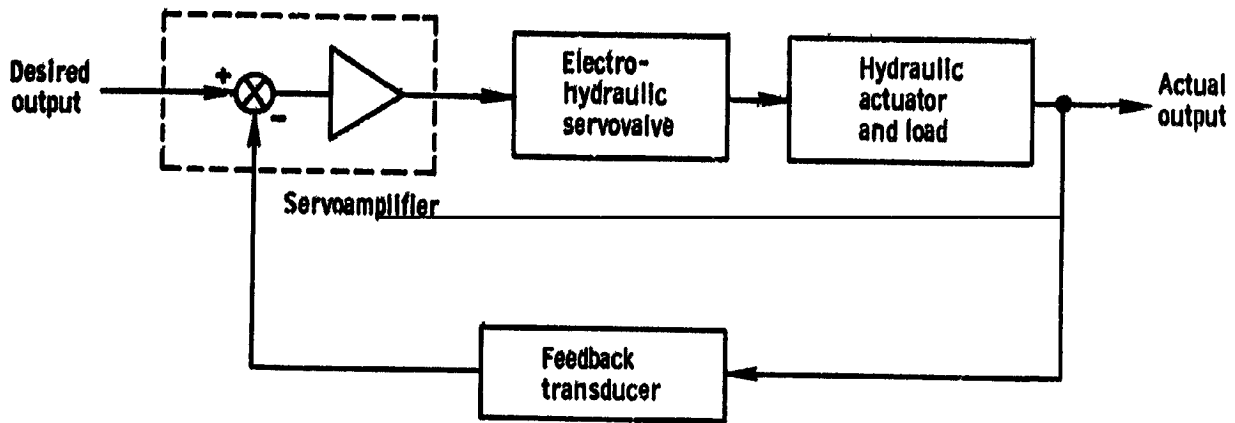 Desired
output
+
-
Electro-
hydraulic
servovalve
Hydraulic
actuator
and load
Actual
output
Servoamplifier
Feedback
transducer